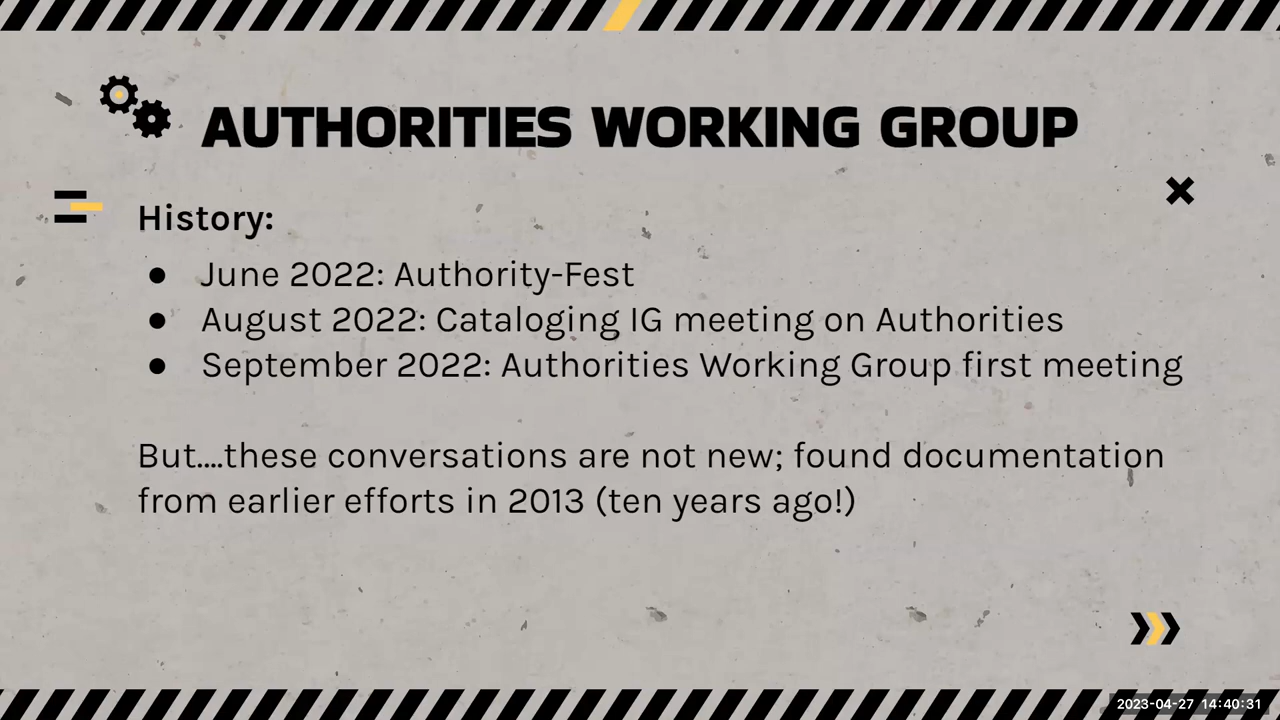 AUTHORITIES WORKING GROUP
History:
● June 2022: Authority-Fest
● August 2022: Cataloging IG meeting on Authorities
● September 2022: Authorities Working Group first meeting
But....these conversations are not new; found documentation
from earlier efforts in 2013 (ten years ago!)
2023-04-27 14:40:31